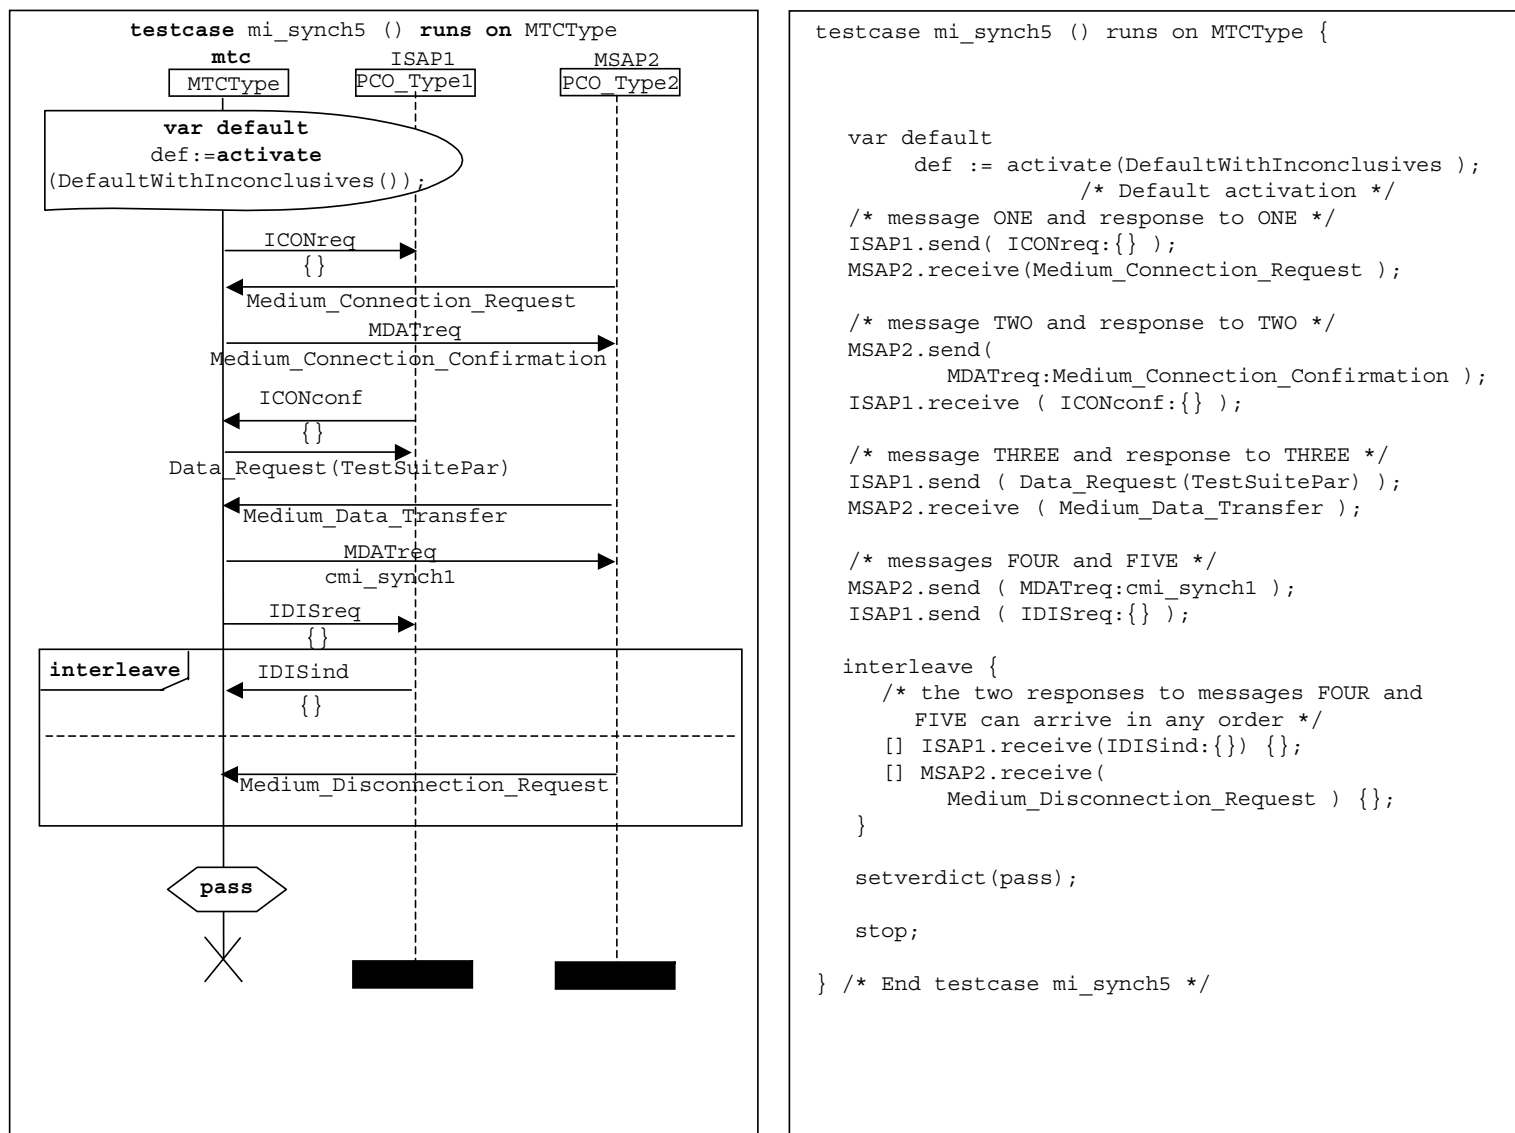 testcase mi_synch5 () runs on MTCType
mtc
ISAP1
MSAP2
MTCType
PCO_Type1
PCO_Type2
var default
def:=activate
(DefaultWithInconclusives());
ICONreq
{}
Medium_Connection_Request
MDATreq
Medium_Connection_Confirmation
ICONconf
{}
Data_Request(TestSuitePar)
Medium_Data_Transfer
MDATreq
cmi_synch1
IDISreq
{}
interleave
IDISind
{}
Medium_Disconnection_Request
pass
testcase mi_synch5 () runs on MTCType {
var default
def := activate(DefaultWithInconclusives );
/* Default activation */
/* message ONE and response to ONE */
ISAP1.send( ICONreq:{} );
MSAP2.receive(Medium_Connection_Request );
/* message TWO and response to TWO */
MSAP2.send(
MDATreq:Medium_Connection_Confirmation );
ISAP1.receive ( ICONconf:{} );
/* message THREE and response to THREE */
ISAP1.send ( Data_Request(TestSuitePar) );
MSAP2.receive ( Medium_Data_Transfer );
/* messages FOUR and FIVE */
MSAP2.send ( MDATreq:cmi_synch1 );
ISAP1.send ( IDISreq:{} );
interleave {
/* the two responses to messages FOUR and
FIVE can arrive in any order */
[] ISAP1.receive(IDISind:{}) {};
[] MSAP2.receive(
Medium_Disconnection_Request ) {};
}
setverdict(pass);
stop;
} /* End testcase mi_synch5 */